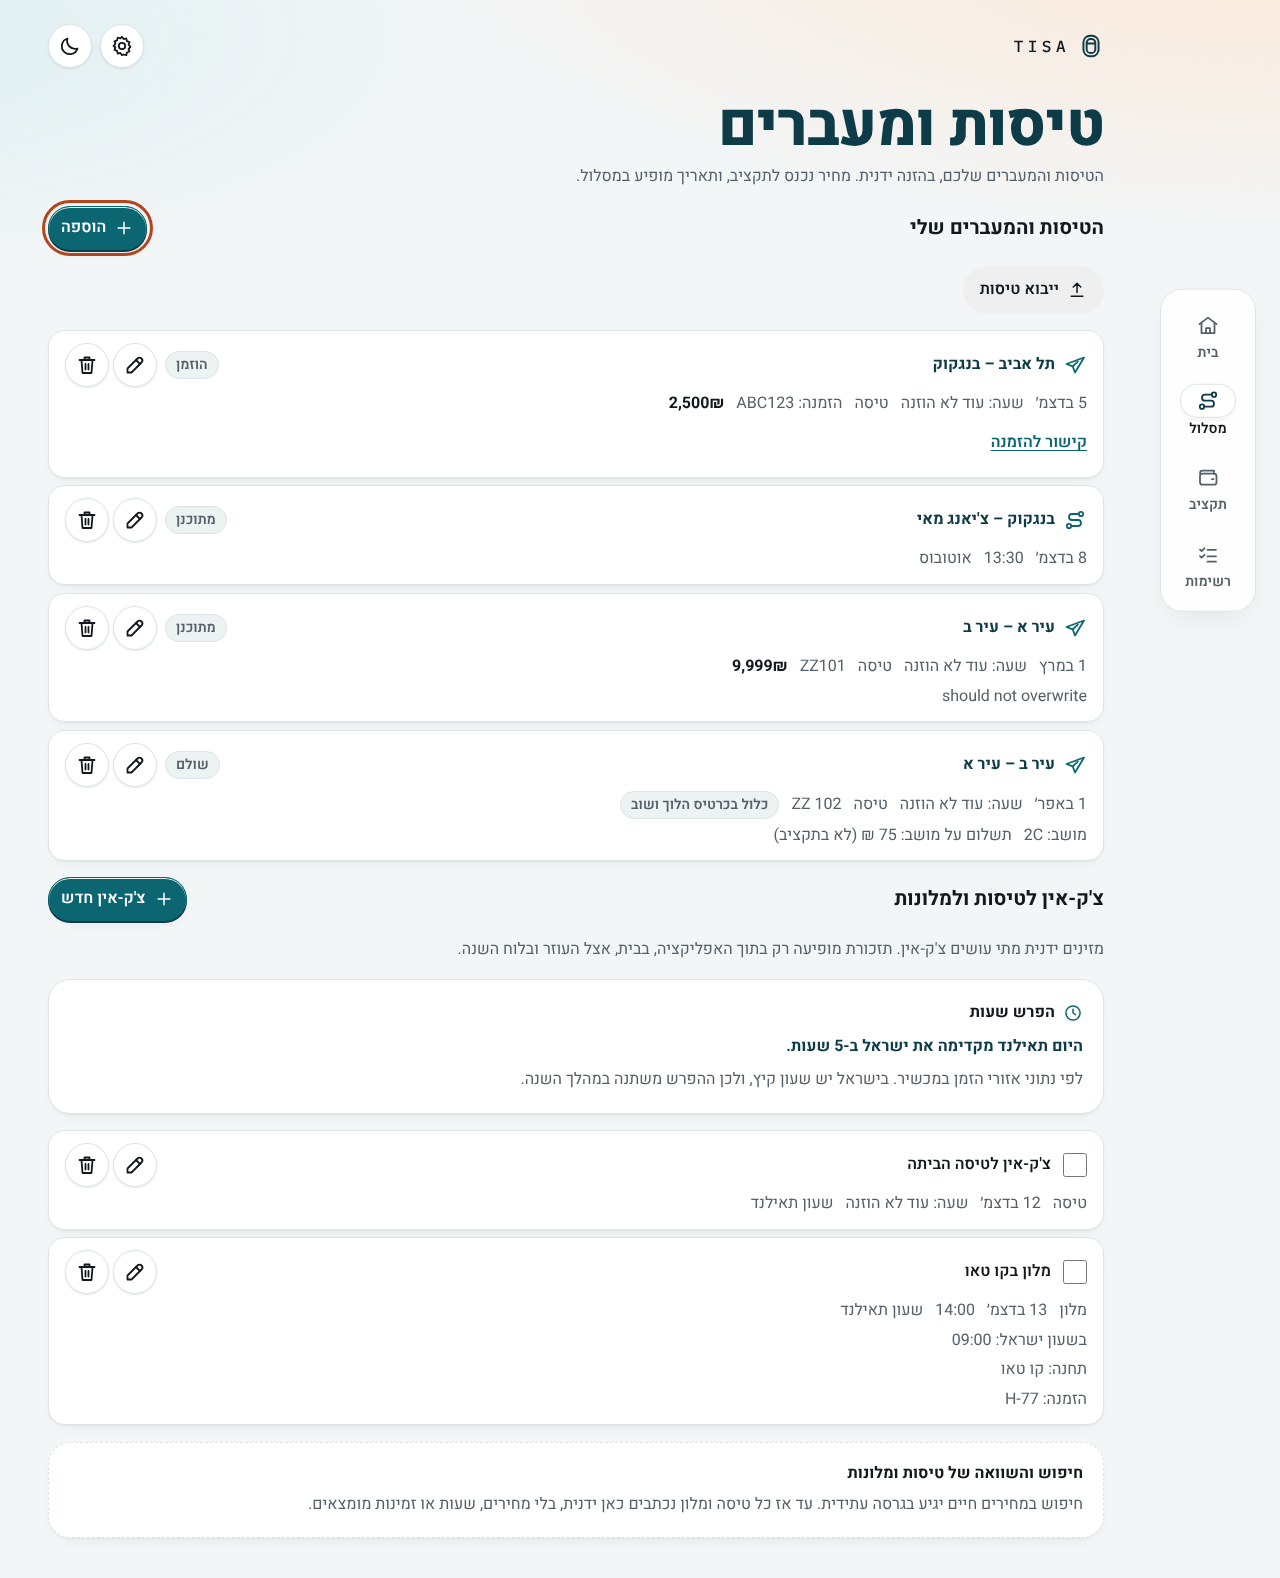 TISA
טיסות ומעברים
הטיסות והמעברים שלכם, בהזנה ידנית. מחיר נכנס לתקציב, ותאריך מופיע במסלול.
הטיסות והמעברים שלי
הוספה
ייבוא טיסות
בית
מסלול
תקציב
רשימות
תל אביב – בנגקוק
הוזמן
5 בדצמ׳ שעה: עוד לא הוזנה טיסה הזמנה: ABC123 ₪2,500
קישור להזמנה
בנגקוק – צ'יאנג מאי
מתוכנן
8 בדצמ׳ 13:30 אוטובוס
עיר א – עיר ב
מתוכנן
1 במרץ שעה: עוד לא הוזנה טיסה ZZ101 ₪9,999
should not overwrite
עיר ב – עיר א
שולם
1 באפר׳ שעה: עוד לא הוזנה טיסה ZZ 102 כלול בכרטיס הלוך ושוב
מושב: 2C תשלום על מושב: 75 ₪ (לא בתקציב)
צ'ק-אין לטיסות ולמלונות
צ'ק-אין חדש
מזינים ידנית מתי עושים צ'ק-אין. תזכורת מופיעה רק בתוך האפליקציה, בבית, אצל העוזר ובלוח השנה.
הפרש שעות
היום תאילנד מקדימה את ישראל ב-5 שעות.
לפי נתוני אזורי הזמן במכשיר. בישראל יש שעון קיץ, ולכן ההפרש משתנה במהלך השנה.
צ'ק-אין לטיסה הביתה
טיסה 12 בדצמ׳ שעה: עוד לא הוזנה שעון תאילנד
מלון בקו טאו
מלון 13 בדצמ׳ 14:00 שעון תאילנד
בשעון ישראל: 09:00
תחנה: קו טאו
הזמנה: H-77
חיפוש והשוואה של טיסות ומלונות
חיפוש במחירים חיים יגיע בגרסה עתידית. עד אז כל טיסה ומלון נכתבים כאן ידנית, בלי מחירים, שעות או זמינות מומצאים.